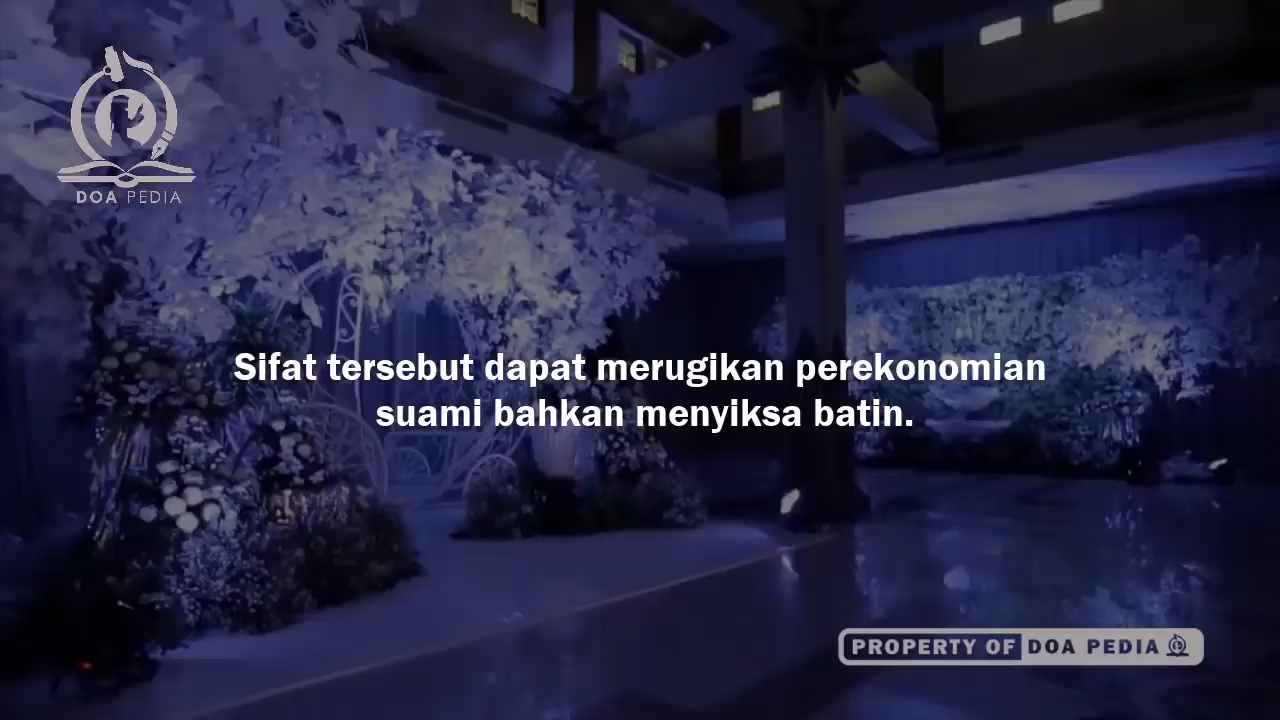 DOA PEDIA
Sifat tersebut dapat merugikan perekonomian
suami bahkan menyiksa batin.
PROPERTY OF DOA PEDIA